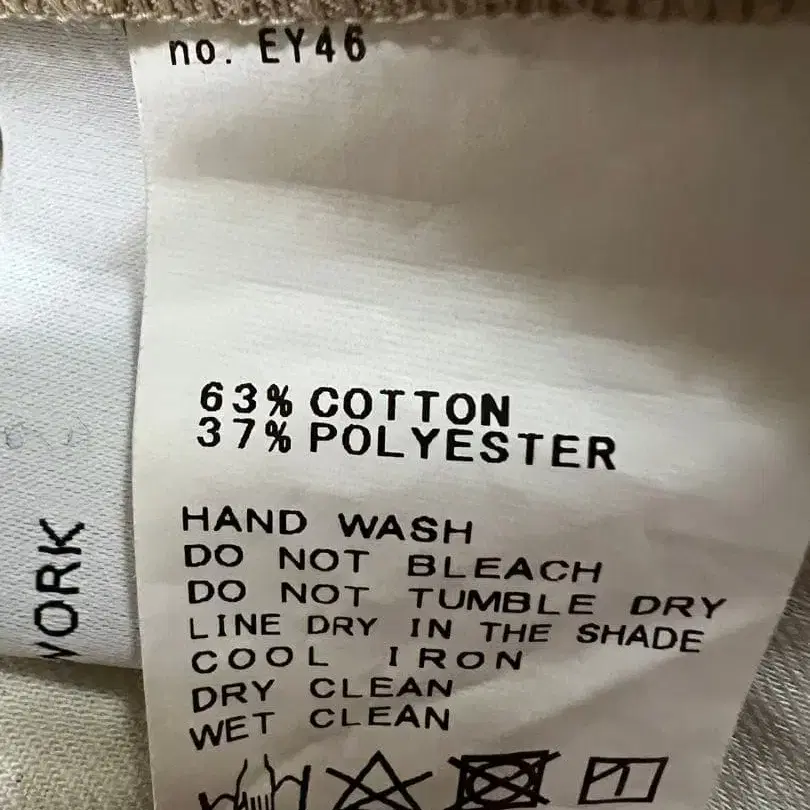 no. EY46
63% COTTON
37% POLYESTER
HAND WASH
DO NOT BLEACH
DO NOT TUMBLE DRY
LINE DRY IN THE SHADE
COOL IRON
DRY CLEAN
WET CLEAN